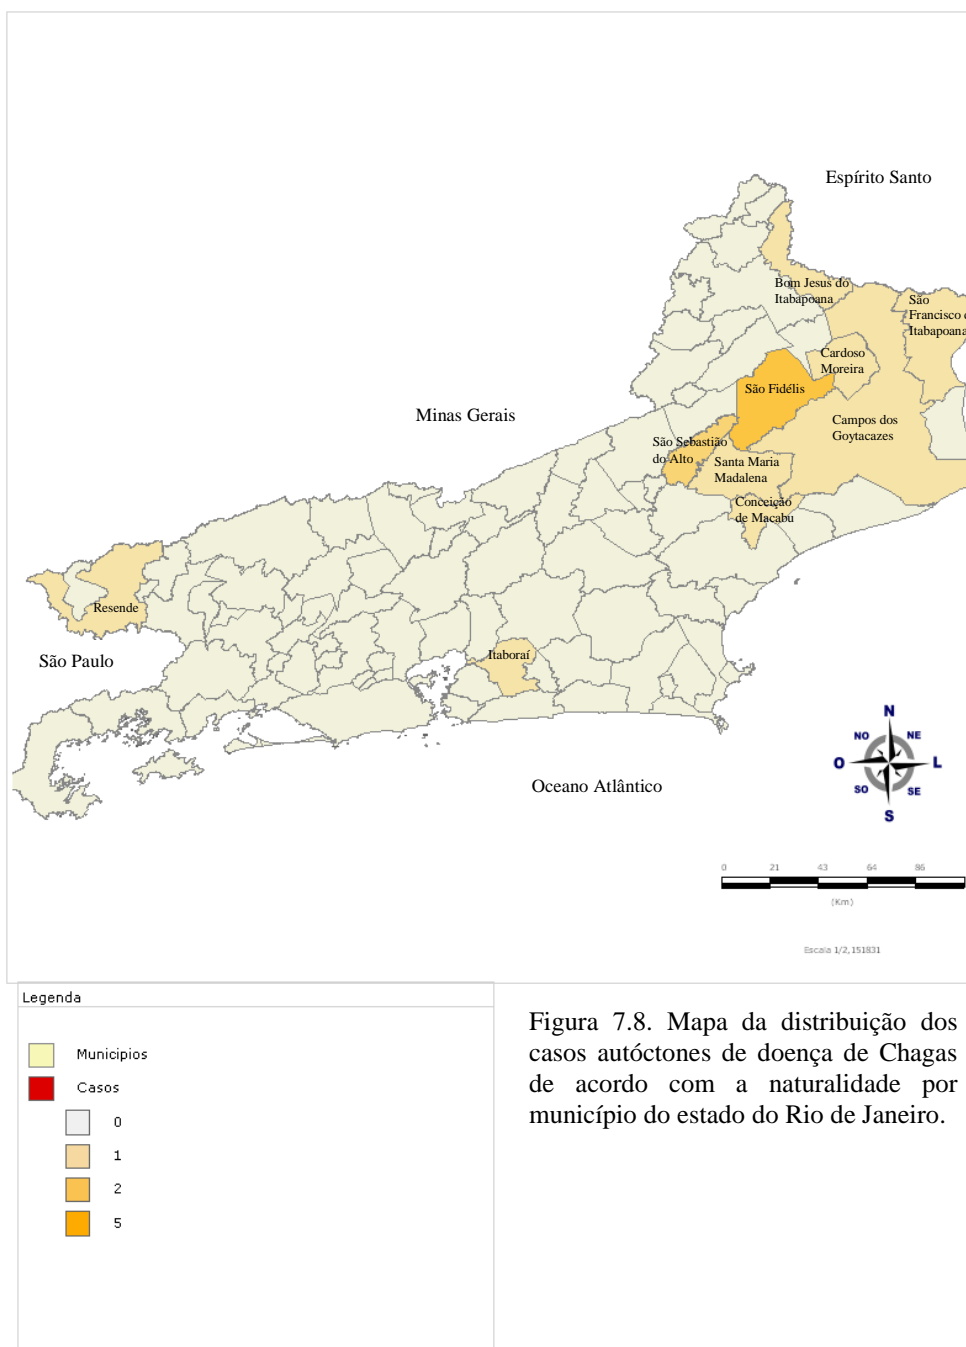 Espírito Santo
Bom Jesus do
Itabapoana
São
Francisco d
Itabapoana
Cardoso
Moreira
São Fidélis
Minas Gerais
Campos dos
Goytacazes
São Sebastião
do Alto
Santa Maria
Madalena
Conceição
de Macabu
Resende
São Paulo
Itaboraí
Oceano Atlântico
N
NO NE
O L
SO SE
S
0 21 43 64 86
(Km)
Escala 1/2,151831
Legenda
Municipios
Casos
0
1
2
5
Figura 7.8. Mapa da distribuição dos
casos autóctones de doença de Chagas
de acordo com a naturalidade por
município do estado do Rio de Janeiro.